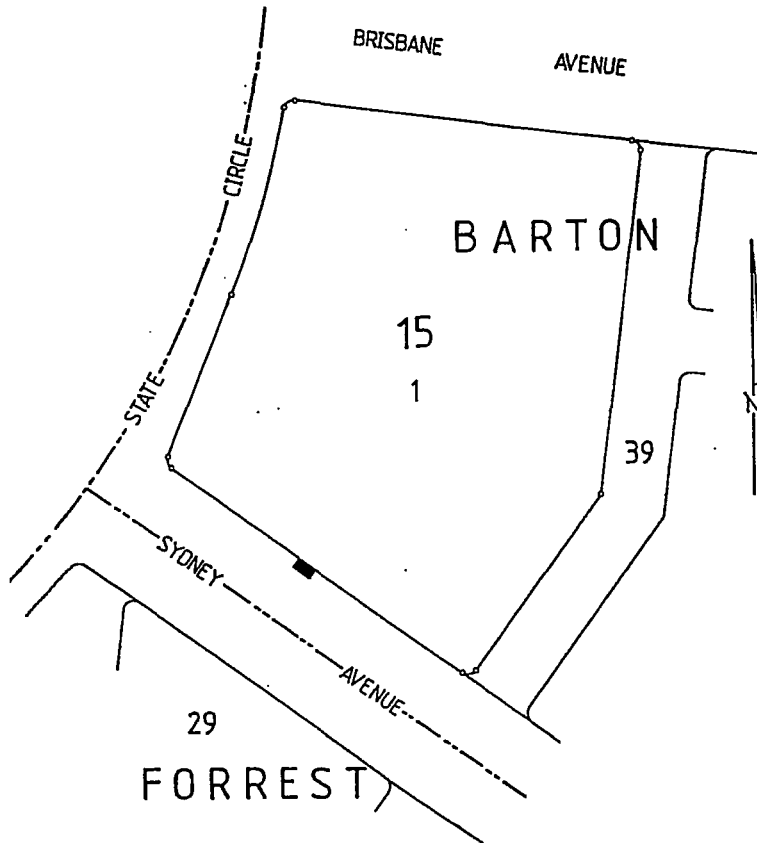 BRISBANE AVENUE
STATE CIRCLE
BARTON
15
1
39
SYDNEY AVENUE
29
FORREST
N